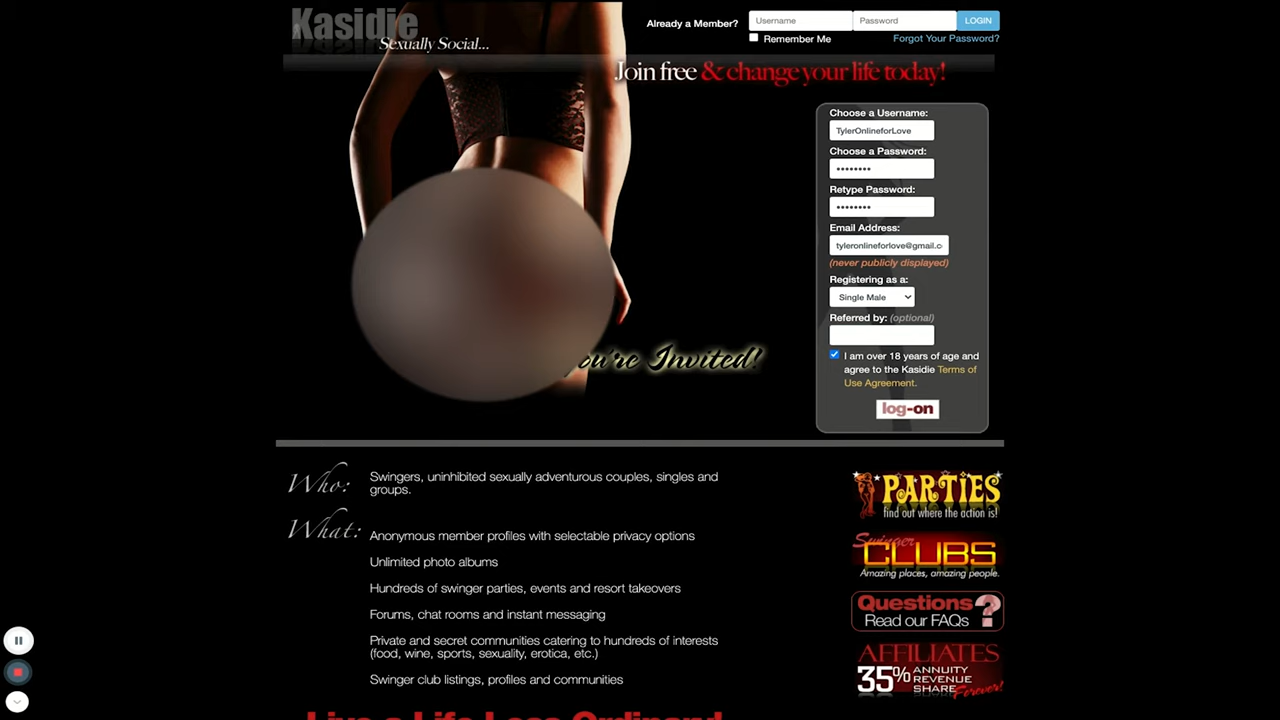 Kasidie
Sexually Social...
Already a Member?
Username
Password
LOGIN
Remember Me
Forgot Your Password?
Join free & change your life today!
Choose a Username:
TylerOnlineforLove
Choose a Password:
••••••••
Retype Password:
••••••••
Email Address:
tyleronlineforlove@gmail.c
(never publicly displayed)
Registering as a:
Single Male
Referred by: (optional)
I am over 18 years of age and
agree to the Kasidie Terms of
Use Agreement.
log-on
ou're Invited!
Who:
Swingers, uninhibited sexually adventurous couples, singles and
groups.
What:
Anonymous member profiles with selectable privacy options
Unlimited photo albums
Hundreds of swinger parties, events and resort takeovers
Forums, chat rooms and instant messaging
Private and secret communities catering to hundreds of interests
(food, wine, sports, sexuality, erotica, etc.)
Swinger club listings, profiles and communities
PARTIES
find out where the action is!
Swinger
CLUBS
Amazing places, amazing people.
Questions ?
Read our FAQs
AFFILIATES
35% ANNUITY
REVENUE
SHARE Forever!
Live a Life Less Ordinary!